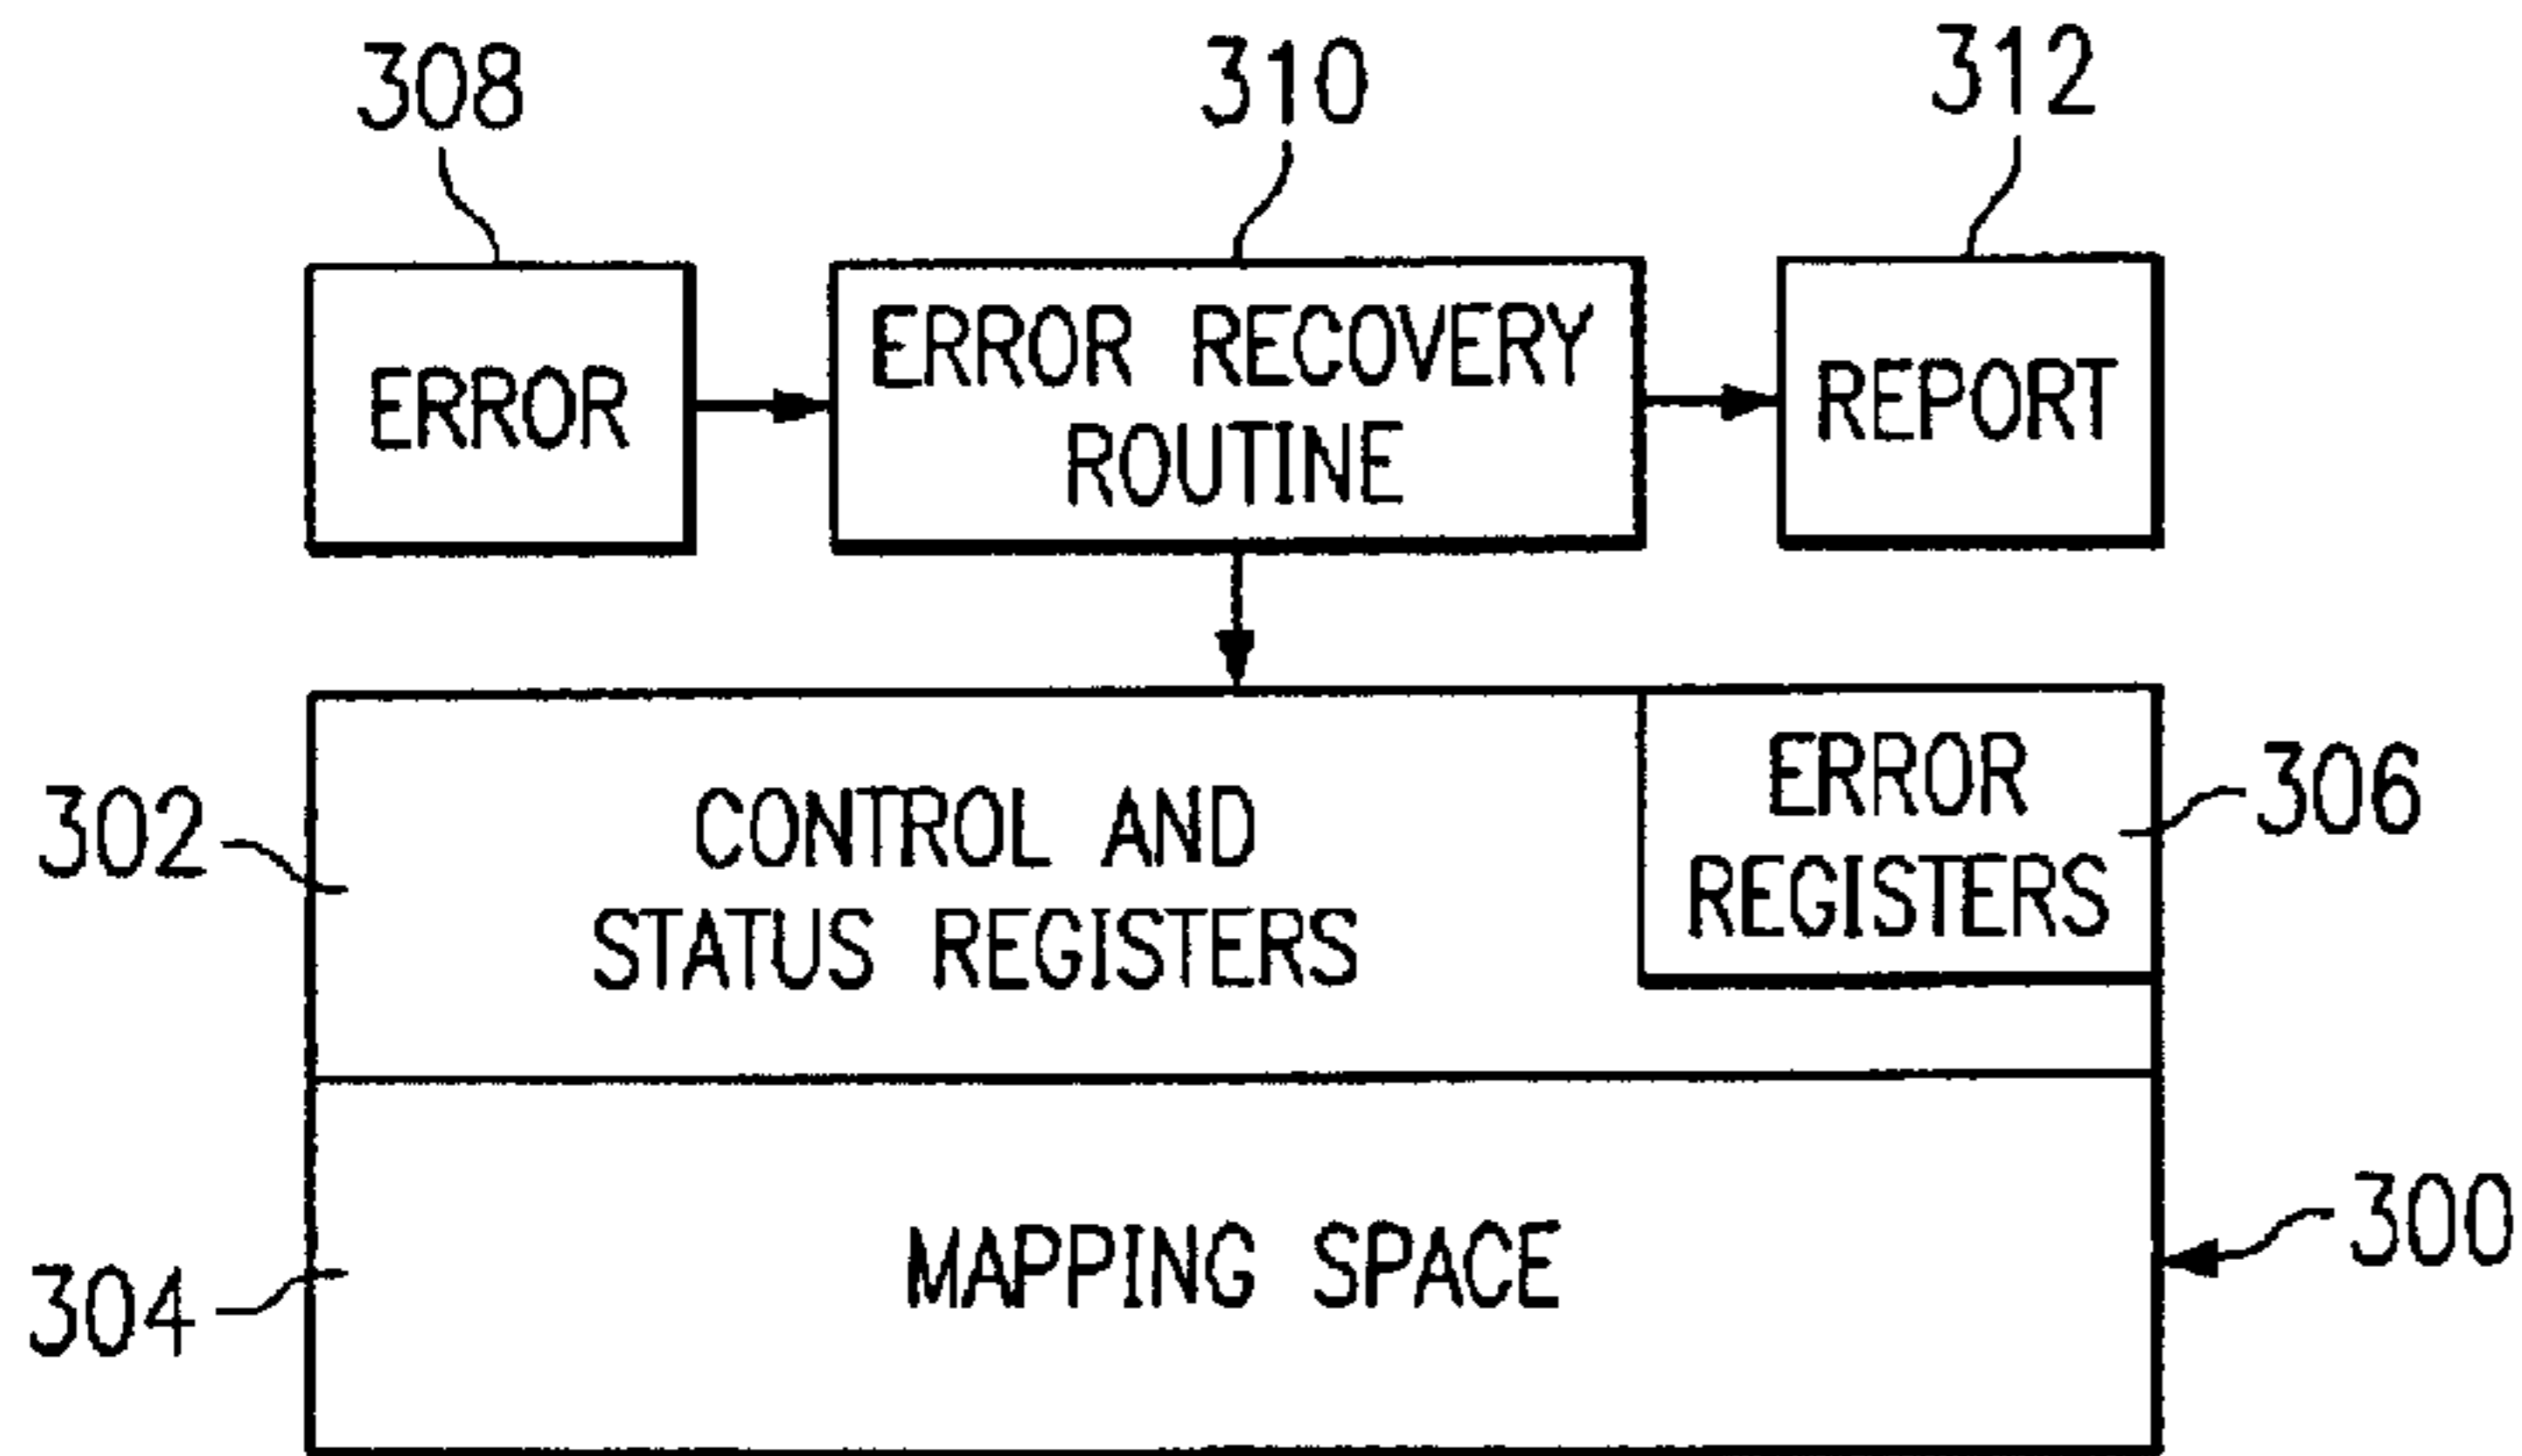 308
310
312
ERROR
ERROR RECOVERY
ROUTINE
REPORT
302
CONTROL AND
STATUS REGISTERS
ERROR
REGISTERS
306
304
MAPPING SPACE
300